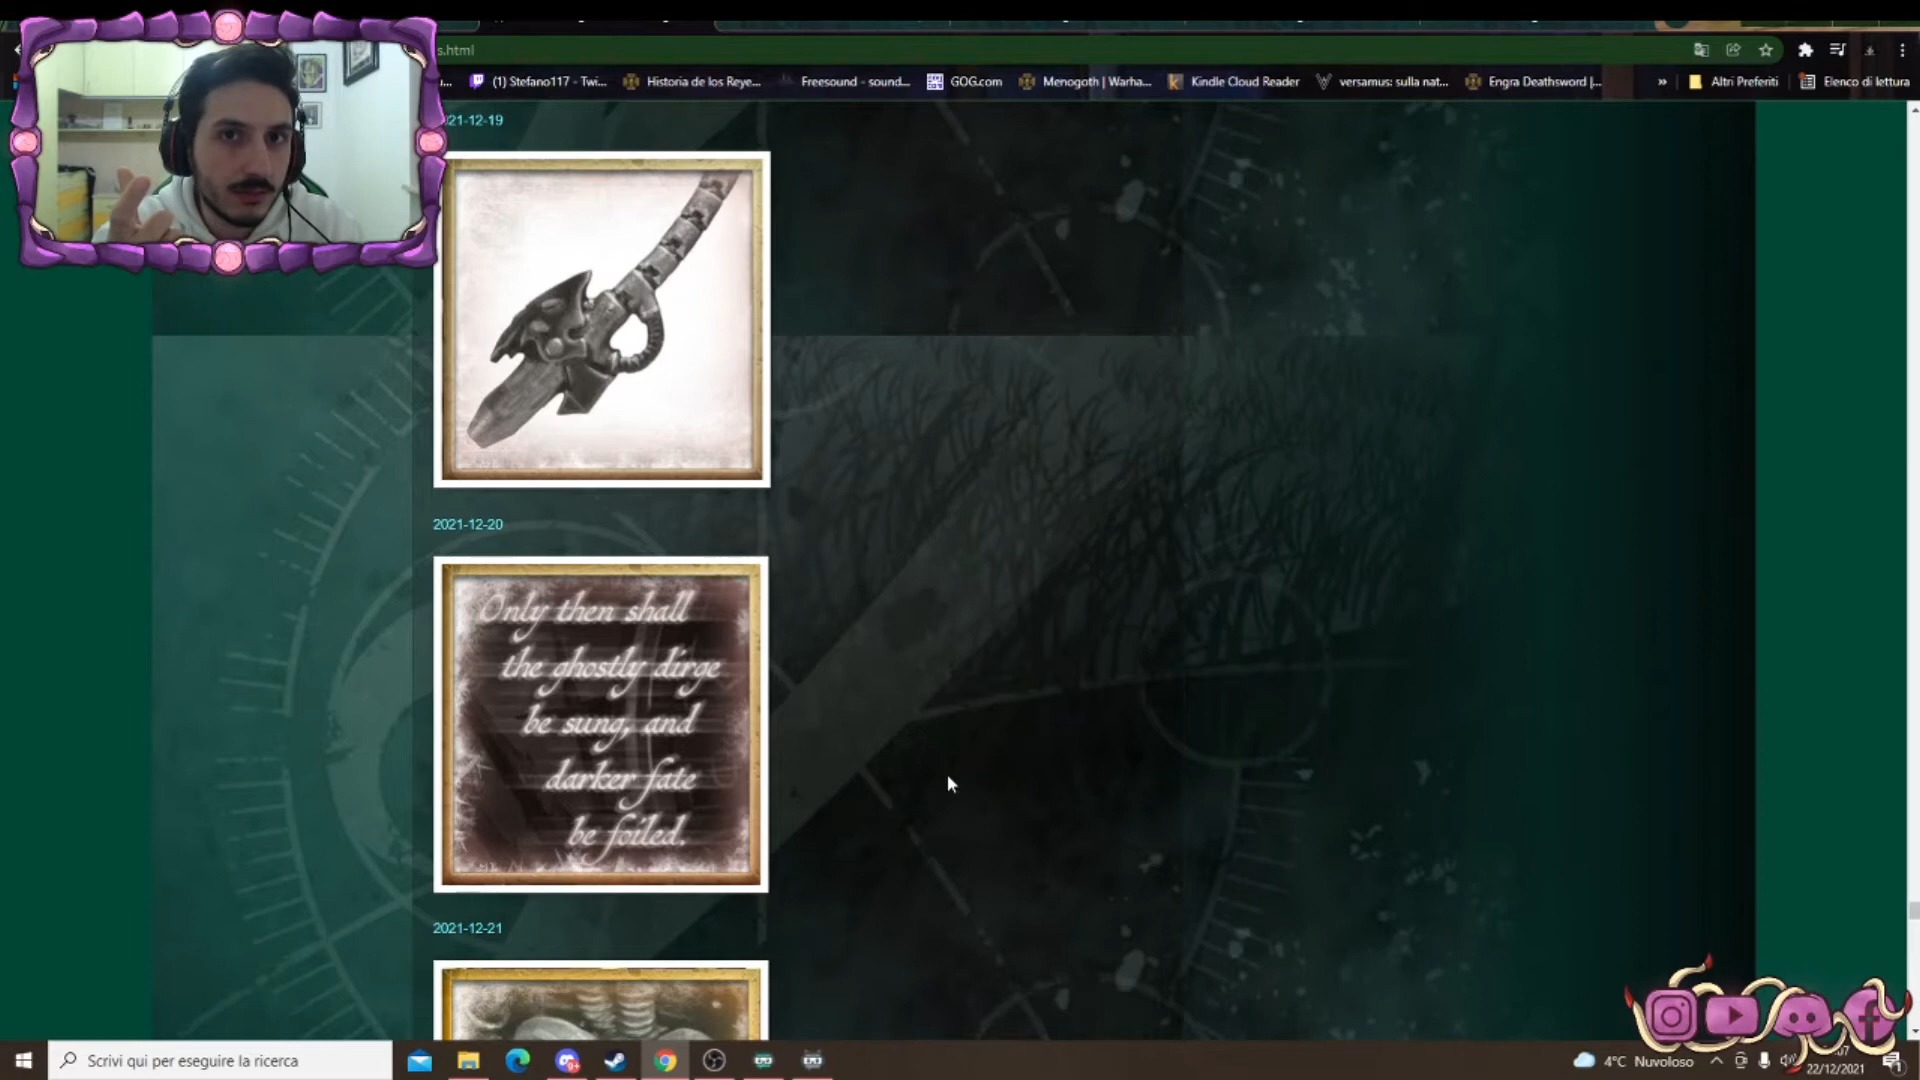 s.html
(1) Stefano117 - Twi...
Historia de los Reye...
Freesound - sound...
GOG.com
Menogoth | Warha...
Kindle Cloud Reader
versamus: sulla nat...
Engra Deathsword |...
»
Altri Preferiti
Elenco di lettura
21-12-19
2021-12-20
Only then shall
the ghostly dirge
be sung, and
darker fate
be foiled.
2021-12-21
Scrivi qui per eseguire la ricerca
4°C Nuvoloso
22/12/2021